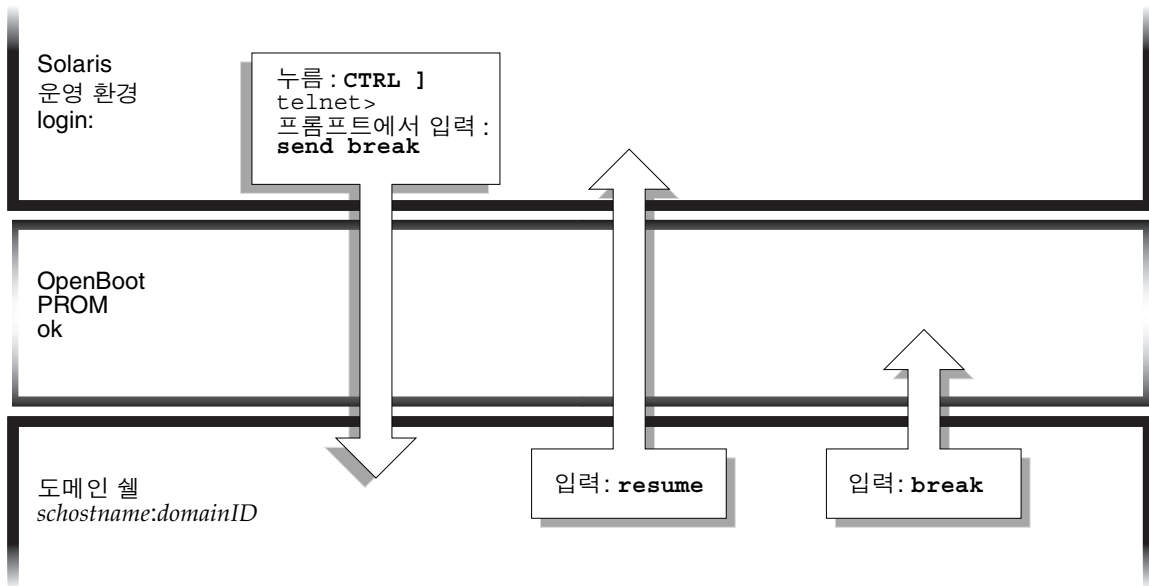 Solaris
운영 환경
login:
누름 : CTRL ]
telnet>
프롬프트에서 입력 :
send break
OpenBoot
PROM
ok
도메인 쉘
schostname:domainID
입력: resume
입력: break